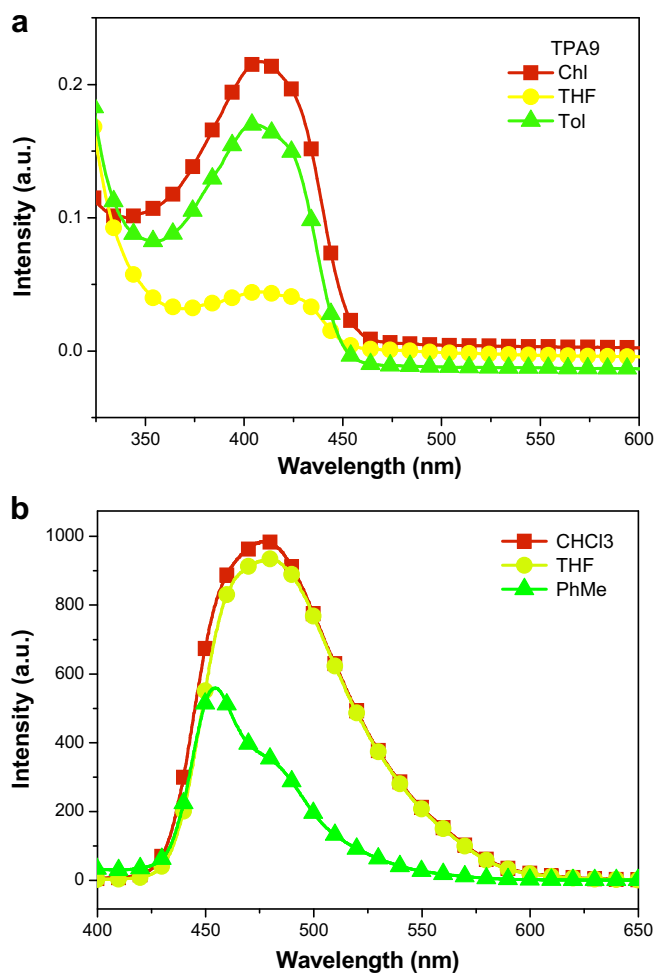 a
TPA9
Chl
THF
Tol
0.2
0.1
0.0
Intensity (a.u.)
350 400 450 500 550 600
Wavelength (nm)
b
CHCl3
THF
PhMe
1000
800
600
400
200
0
Intensity (a.u.)
400 450 500 550 600 650
Wavelength (nm)